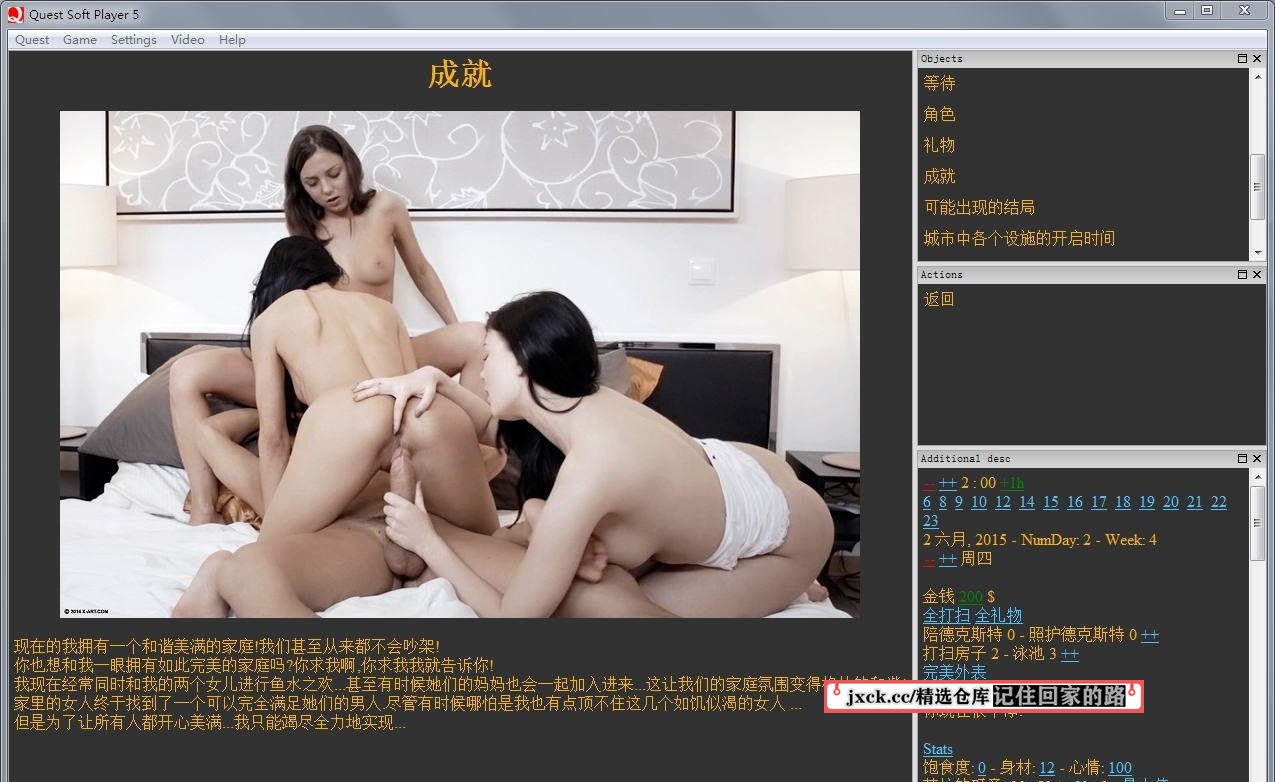 Quest Soft Player 5
Quest Game Settings Video Help
成就
现在的我拥有一个和谐美满的家庭!我们甚至从来都不会吵架!
你也想和我一眼拥有如此完美的家庭吗?你求我啊,你求我我就告诉你!
我现在经常同时和我的两个女儿进行鱼水之欢...甚至有时候她们的妈妈也会一起加入进来...这让我们的家庭氛围变得
家里的女人终于找到了一个可以完全满足她们的男人...尽管有时候哪怕是我也有点顶不住这几个如饥似渴的女人 ...
但是为了让所有人都开心美满...我只能竭尽全力地实现...
© 2014 X-ART.COM
Objects
等待
角色
礼物
成就
可能出现的结局
城市中各个设施的开启时间
Actions
返回
Additional desc
-- ++ 2 : 00 +1h
6 8 9 10 12 14 15 16 17 18 19 20 21 22
23
2 六月, 2015 - NumDay: 2 - Week: 4
-- ++ 周四
金钱 200 $
全打扫 全礼物
陪德克斯特 0 - 照护德克斯特 0 ++
打扫房子 2 - 泳池 3 ++
完美外表
jxck.cc/精选仓库 记住回家的路
Stats
饱食度: 0 - 身材: 12 - 心情: 100